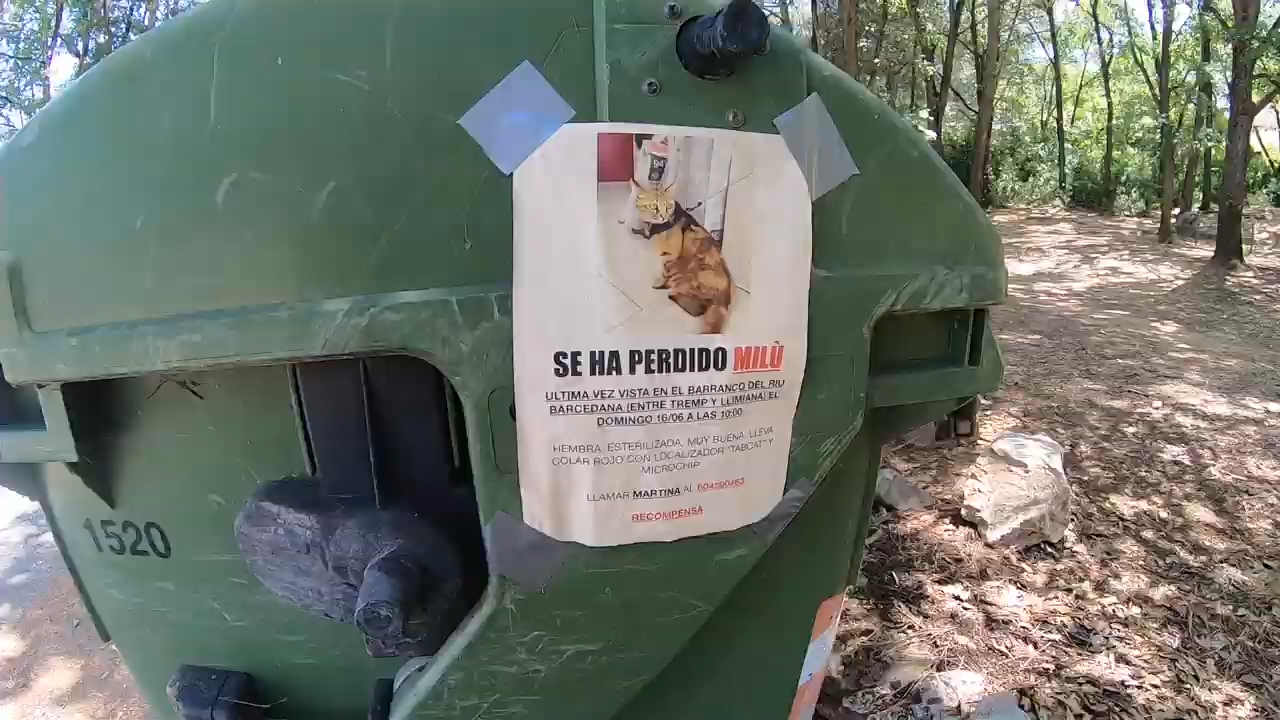 94
SE HA PERDIDO MILÙ
ULTIMA VEZ VISTA EN EL BARRANCO DEL RIU
BARCEDANA (ENTRE TREMP Y LLIMIANA) EL
DOMINGO 16/06 A LAS 10:00
HEMBRA, ESTERILIZADA, MUY BUENA. LLEVA
COLAR ROJO CON LOCALIZADOR "TABCAT" Y
MICROCHIP
LLAMAR MARTINA AL
RECOMPENSA
1520